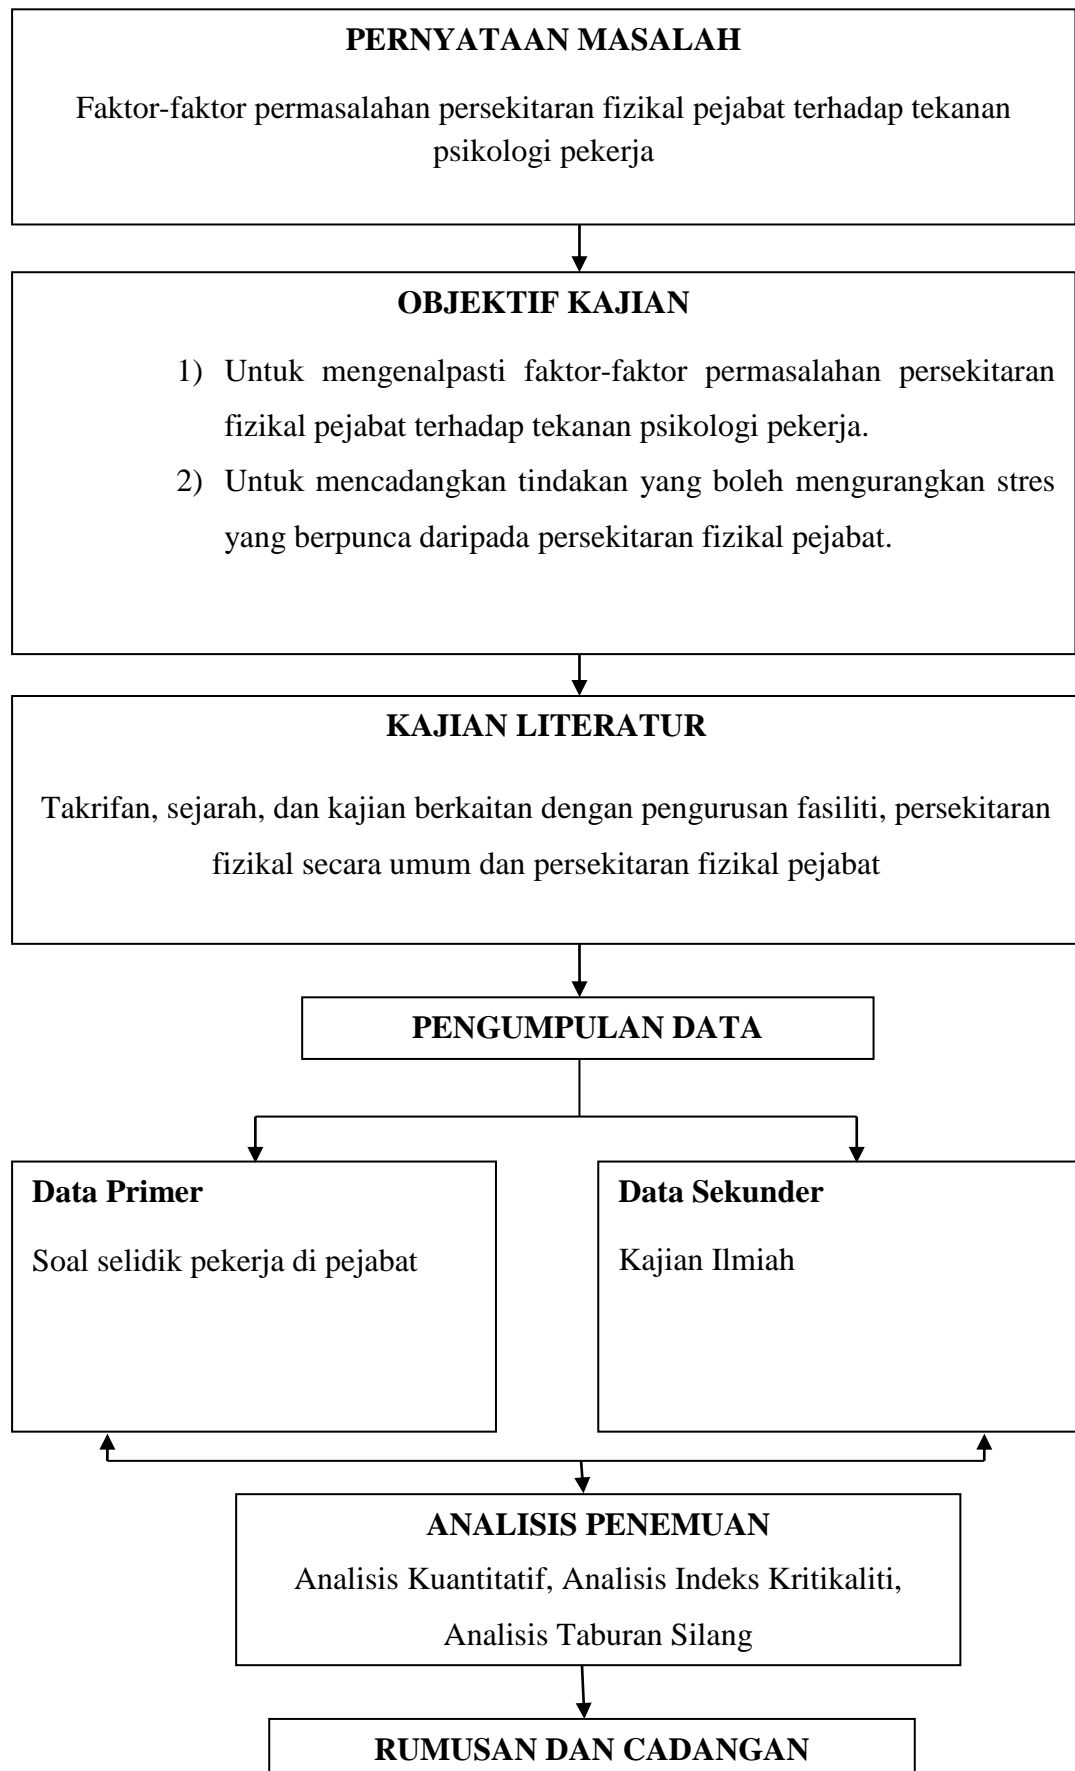 PERNYATAAN MASALAH
Faktor-faktor permasalahan persekitaran fizikal pejabat terhadap tekanan
psikologi pekerja
OBJEKTIF KAJIAN
1) Untuk mengenalpasti faktor-faktor permasalahan persekitaran
fizikal pejabat terhadap tekanan psikologi pekerja.
2) Untuk mencadangkan tindakan yang boleh mengurangkan stres
yang berpunca daripada persekitaran fizikal pejabat.
KAJIAN LITERATUR
Takrifan, sejarah, dan kajian berkaitan dengan pengurusan fasiliti, persekitaran
fizikal secara umum dan persekitaran fizikal pejabat
PENGUMPULAN DATA
Data Primer
Soal selidik pekerja di pejabat
Data Sekunder
Kajian Ilmiah
ANALISIS PENEMUAN
Analisis Kuantitatif, Analisis Indeks Kritikaliti,
Analisis Taburan Silang
RUMUSAN DAN CADANGAN